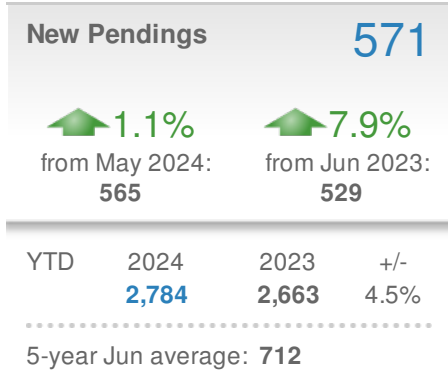 New Pendings 571
1.1% 7.9%
from May 2024: from Jun 2023:
565 529
YTD 2024 2023 +/-
2,784 2,663 4.5%
5-year Jun average: 712